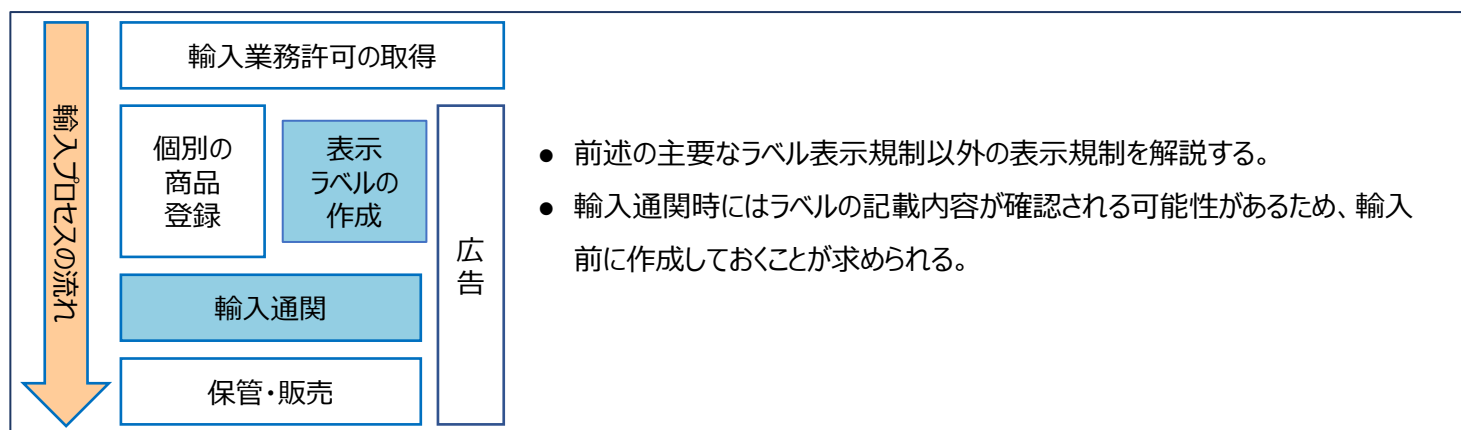 輸入プロセスの流れ
輸入業務許可の取得
個別の
商品
登録
表示
ラベルの
作成
広告
輸入通関
保管・販売
● 前述の主要なラベル表示規制以外の表示規制を解説する。
● 輸入通関時にはラベルの記載内容が確認される可能性があるため、輸入
前に作成しておくことが求められる。